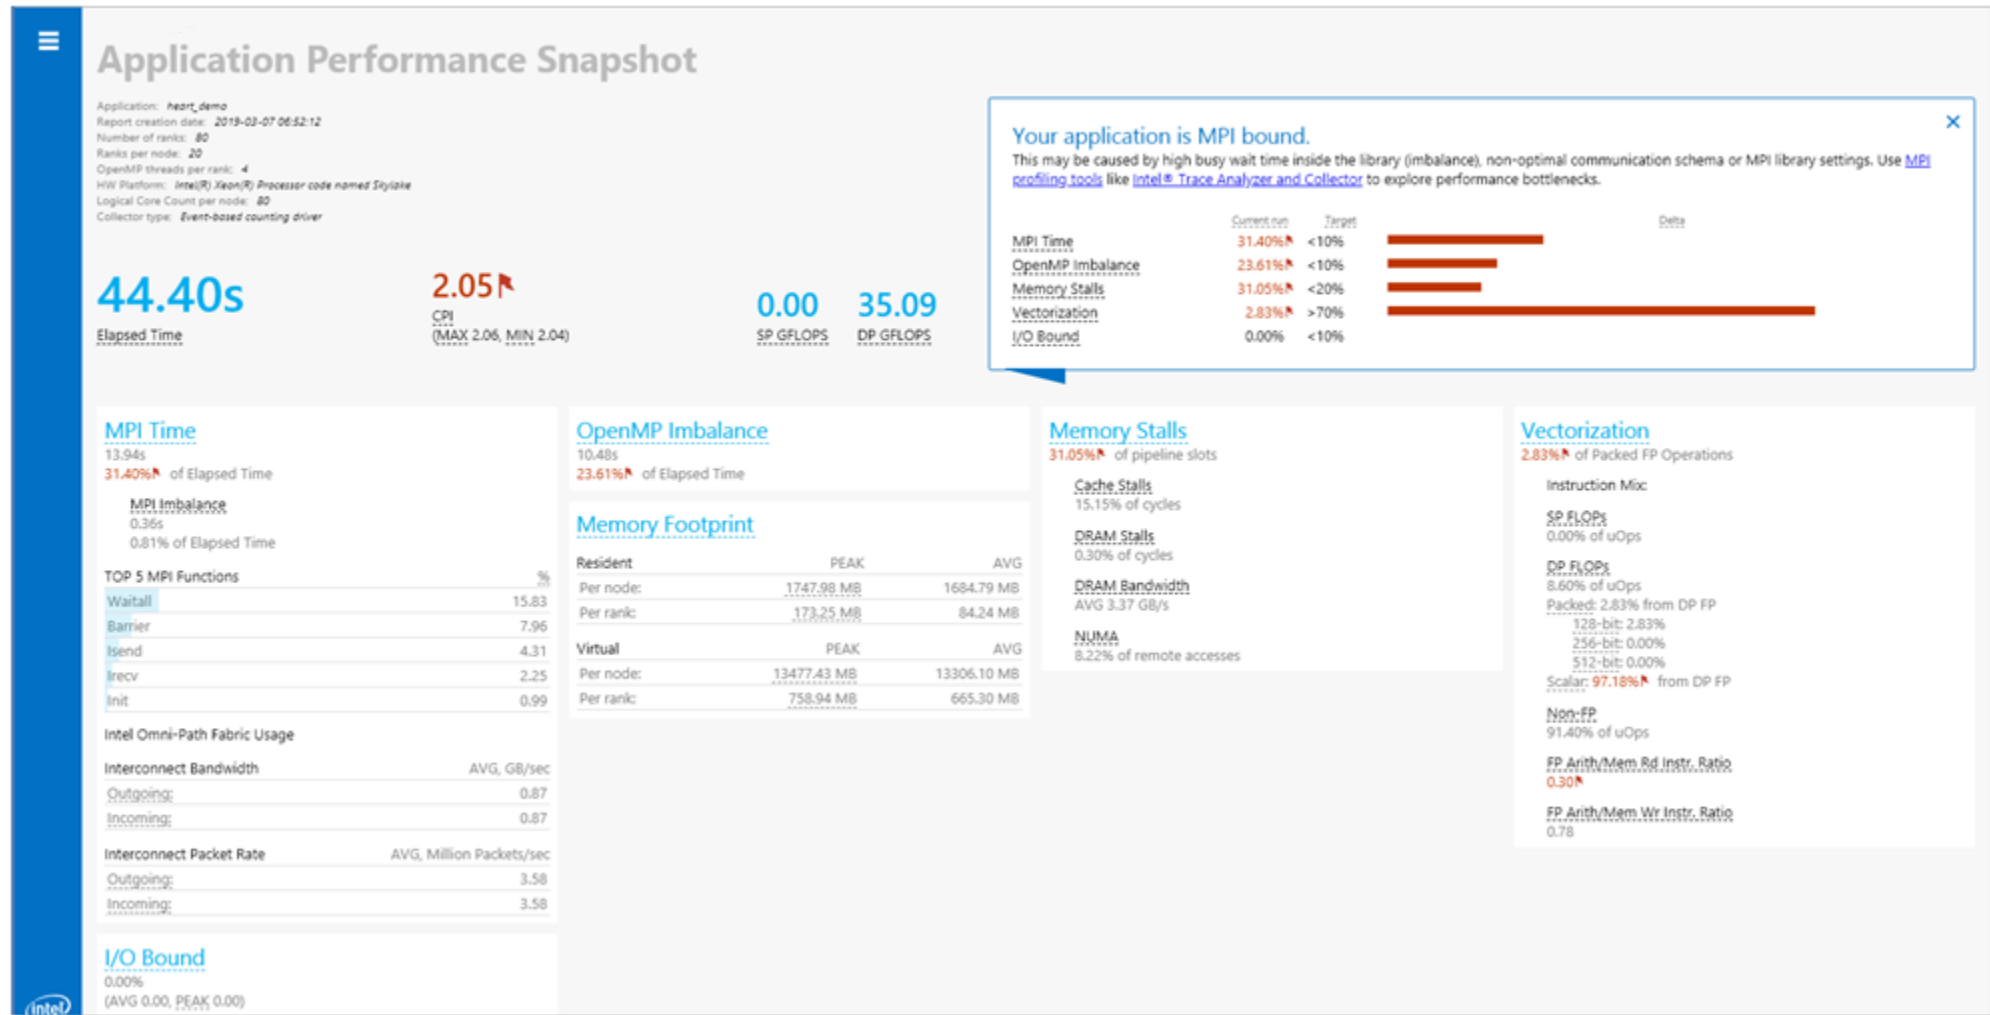 Application Performance Snapshot
Application: heart_demo
Report creation date: 2019-03-07 06:52:12
Number of ranks: 80
Ranks per node: 20
OpenMP threads per rank: 4
HW Platform: Intel(R) Xeon(R) Processor code named Skylake
Logical Core Count per node: 80
Collector type: Event-based counting driver
44.40s
Elapsed Time
2.05
CPI
(MAX 2.06, MIN 2.04)
0.00
SP GFLOPS
35.09
DP GFLOPS
Your application is MPI bound.
This may be caused by high busy wait time inside the library (imbalance), non-optimal communication schema or MPI library settings. Use MPI
profiling tools like Intel® Trace Analyzer and Collector to explore performance bottlenecks.
Current run Target Delta
MPI Time 31.40% <10%
OpenMP Imbalance 23.61% <10%
Memory Stalls 31.05% <20%
Vectorization 2.83% >70%
I/O Bound 0.00% <10%
MPI Time
13.94s
31.40% of Elapsed Time
MPI Imbalance
0.36s
0.81% of Elapsed Time
TOP 5 MPI Functions %
Waitall 15.83
Barrier 7.96
Isend 4.31
Irecv 2.25
Init 0.99
Intel Omni-Path Fabric Usage
Interconnect Bandwidth AVG, GB/sec
Outgoing: 0.87
Incoming: 0.87
Interconnect Packet Rate AVG, Million Packets/sec
Outgoing: 3.58
Incoming: 3.58
I/O Bound
0.00%
(AVG 0.00, PEAK 0.00)
OpenMP Imbalance
10.48s
23.61% of Elapsed Time
Memory Footprint
Resident PEAK AVG
Per node: 1747.98 MB 1684.79 MB
Per rank: 173.25 MB 84.24 MB
Virtual PEAK AVG
Per node: 13477.43 MB 13306.10 MB
Per rank: 758.94 MB 665.30 MB
Memory Stalls
31.05% of pipeline slots
Cache Stalls
15.15% of cycles
DRAM Stalls
0.30% of cycles
DRAM Bandwidth
AVG 3.37 GB/s
NUMA
8.22% of remote accesses
Vectorization
2.83% of Packed FP Operations
Instruction Mix:
SP FLOPs
0.00% of uOps
DP FLOPs
8.60% of uOps
Packed: 2.83% from DP FP
128-bit: 2.83%
256-bit: 0.00%
512-bit: 0.00%
Scalar: 97.18% from DP FP
Non-FP
91.40% of uOps
FP Arith/Mem Rd Instr. Ratio
0.30
FP Arith/Mem Wr Instr. Ratio
0.78
intel